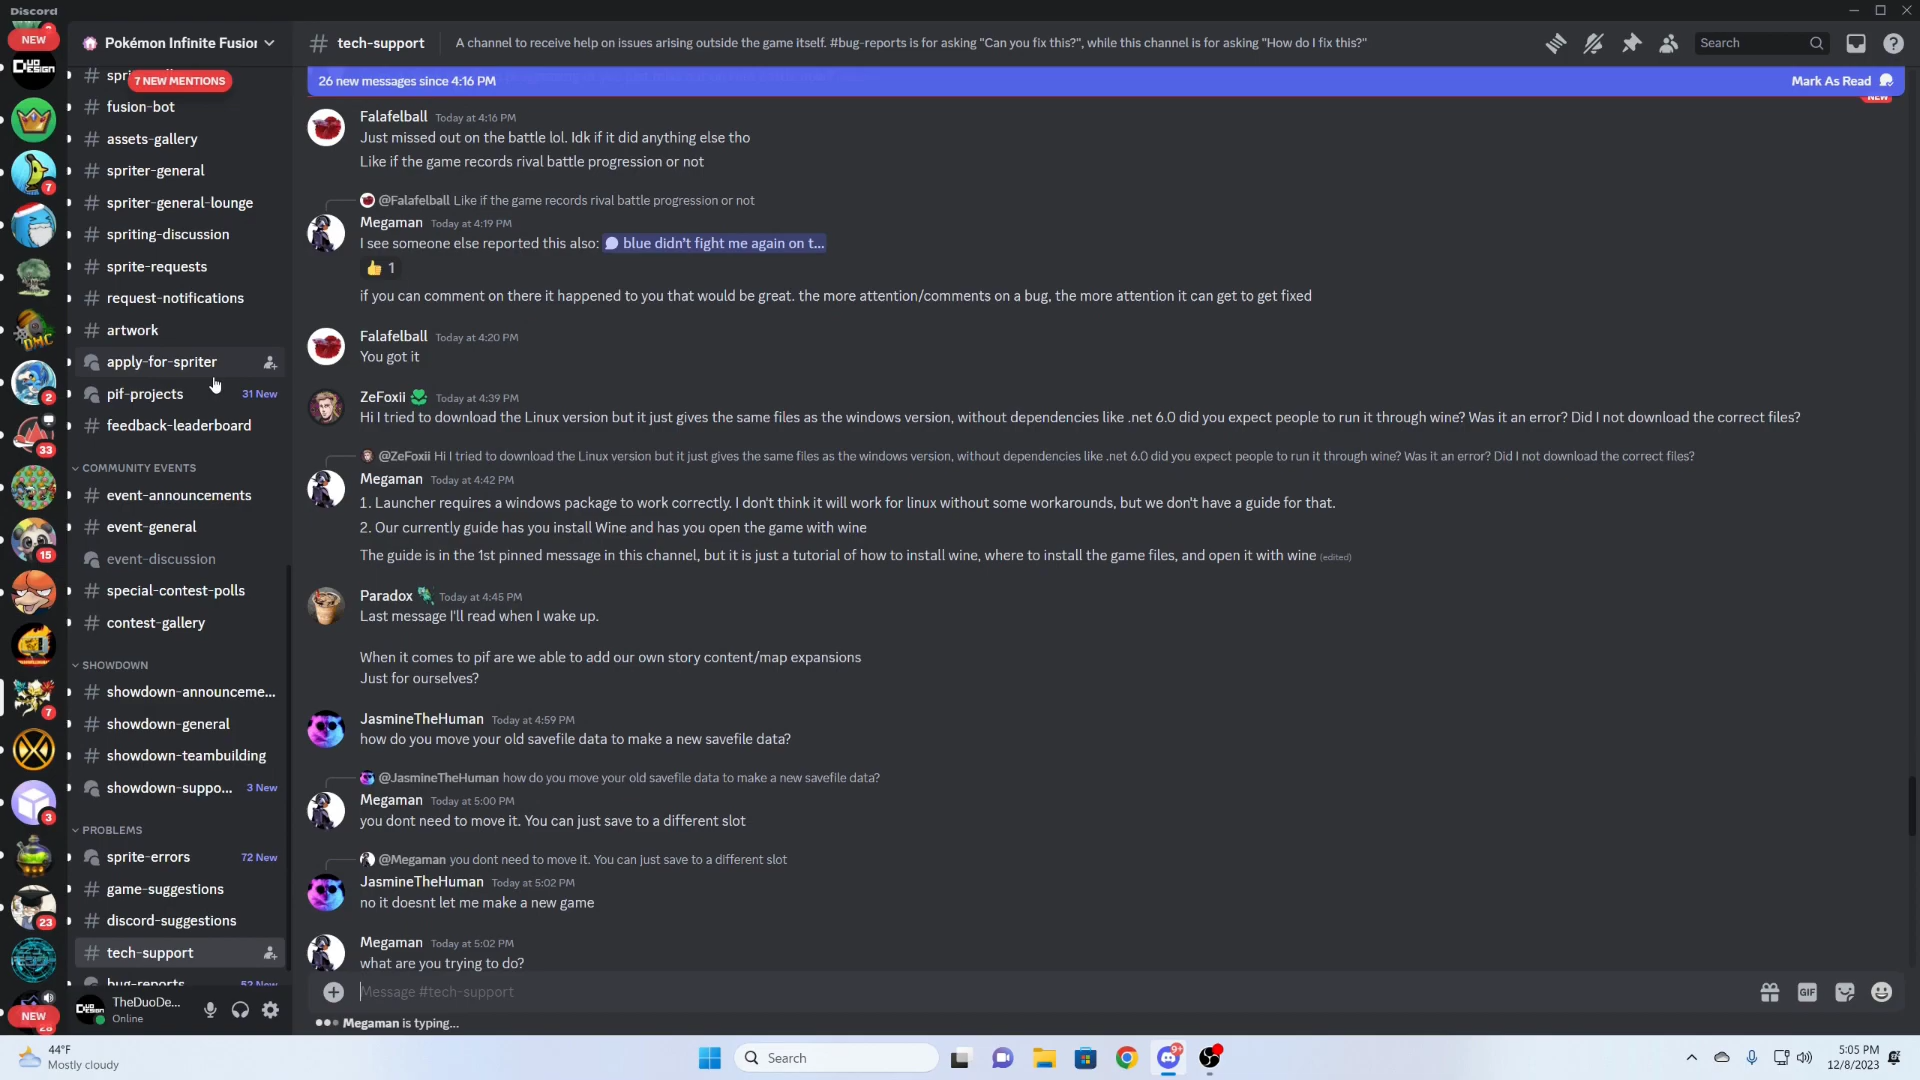 Discord
NEW
Pokémon Infinite Fusion
# tech-support
A channel to receive help on issues arising outside the game itself. #bug-reports is for asking "Can you fix this?", while this channel is for asking "How do I fix this?"
Search
7 NEW MENTIONS
fusion-bot
assets-gallery
spriter-general
spriter-general-lounge
spriting-discussion
sprite-requests
request-notifications
artwork
apply-for-spriter
pif-projects 31 New
feedback-leaderboard
COMMUNITY EVENTS
event-announcements
event-general
event-discussion
special-contest-polls
contest-gallery
SHOWDOWN
showdown-announceme...
showdown-general
showdown-teambuilding
showdown-suppo... 3 New
PROBLEMS
sprite-errors 72 New
game-suggestions
discord-suggestions
tech-support
bug-reports 52 New
TheDuoDe...
Online
DUO
DESIGN
7
DMC
2
33
15
7
3
23
NEW
28
26 new messages since 4:16 PM
Mark As Read
NEW
Falafelball Today at 4:16 PM
Just missed out on the battle lol. Idk if it did anything else tho
Like if the game records rival battle progression or not
@Falafelball Like if the game records rival battle progression or not
Megaman Today at 4:19 PM
I see someone else reported this also: blue didn't fight me again on t...
1
if you can comment on there it happened to you that would be great. the more attention/comments on a bug, the more attention it can get to get fixed
Falafelball Today at 4:20 PM
You got it
ZeFoxii Today at 4:39 PM
Hi I tried to download the Linux version but it just gives the same files as the windows version, without dependencies like .net 6.0 did you expect people to run it through wine? Was it an error? Did I not download the correct files?
@ZeFoxii Hi I tried to download the Linux version but it just gives the same files as the windows version, without dependencies like .net 6.0 did you expect people to run it through wine? Was it an error? Did I not download the correct files?
Megaman Today at 4:42 PM
1. Launcher requires a windows package to work correctly. I don't think it will work for linux without some workarounds, but we don't have a guide for that.
2. Our currently guide has you install Wine and has you open the game with wine
The guide is in the 1st pinned message in this channel, but it is just a tutorial of how to install wine, where to install the game files, and open it with wine (edited)
Paradox Today at 4:45 PM
Last message I'll read when I wake up.
When it comes to pif are we able to add our own story content/map expansions
Just for ourselves?
JasmineTheHuman Today at 4:59 PM
how do you move your old savefile data to make a new savefile data?
@JasmineTheHuman how do you move your old savefile data to make a new savefile data?
Megaman Today at 5:00 PM
you dont need to move it. You can just save to a different slot
@Megaman you dont need to move it. You can just save to a different slot
JasmineTheHuman Today at 5:02 PM
no it doesnt let me make a new game
Megaman Today at 5:02 PM
what are you trying to do?
Message #tech-support
GIF
Megaman is typing...
44°F
Mostly cloudy
Search
9+
5:05 PM
12/8/2023